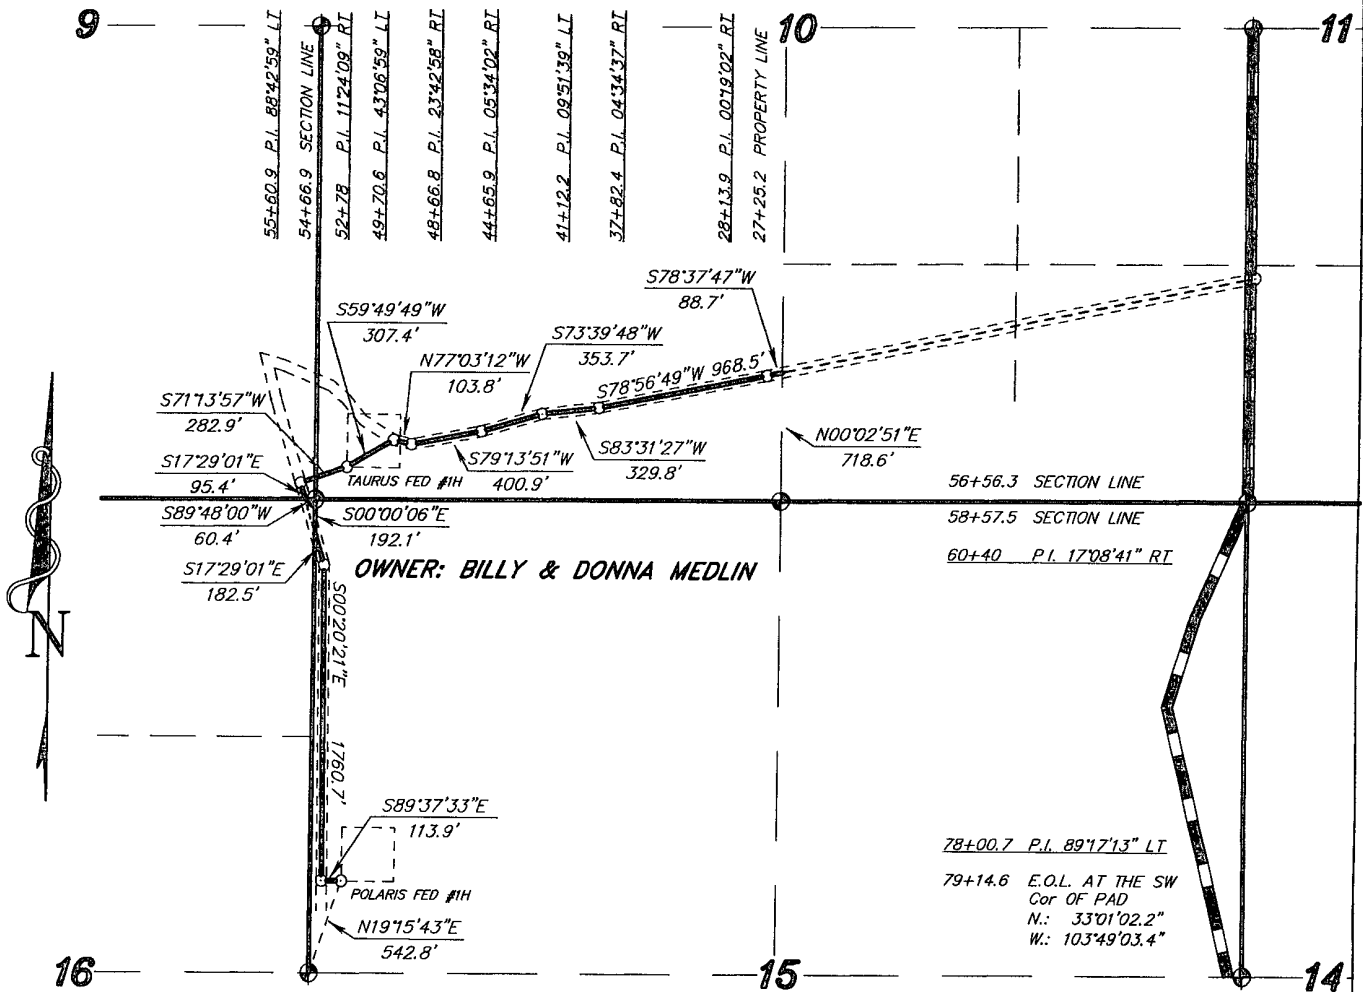 9
10
11
55+60.9 P.I. 88°42'59" LT
54+66.9 SECTION LINE
52+78 P.I. 11°24'09" RT
49+70.6 P.I. 43°06'59" LT
48+66.8 P.I. 23°42'58" RT
44+65.9 P.I. 05°34'02" RT
41+12.2 P.I. 09°51'39" LT
37+82.4 P.I. 04°34'37" RT
28+13.9 P.I. 00°19'02" RT
27+25.2 PROPERTY LINE
S78°37'47"W
88.7'
S59°49'49"W
307.4'
S73°39'48"W
353.7'
N77°03'12"W
103.8'
S78°56'49"W 968.5'
S71°13'57"W
282.9'
N00°02'51"E
718.6'
S83°31'27"W
329.8'
S79°13'51"W
400.9'
S17°29'01"E
95.4'
TAURUS FED #1H
56+56.3 SECTION LINE
S89°48'00"W
60.4'
S00°00'06"E
192.1'
58+57.5 SECTION LINE
60+40 P.I. 17°08'41" RT
S17°29'01"E
182.5'
OWNER: BILLY & DONNA MEDLIN
N
S00°20'21"E 1760.7'
S89°37'33"E
113.9'
POLARIS FED #1H
N19°15'43"E
542.8'
78+00.7 P.I. 89°17'13" LT
79+14.6 E.O.L. AT THE SW
Cor OF PAD
N.: 33°01'02.2"
W.: 103°49'03.4"
16
15
14